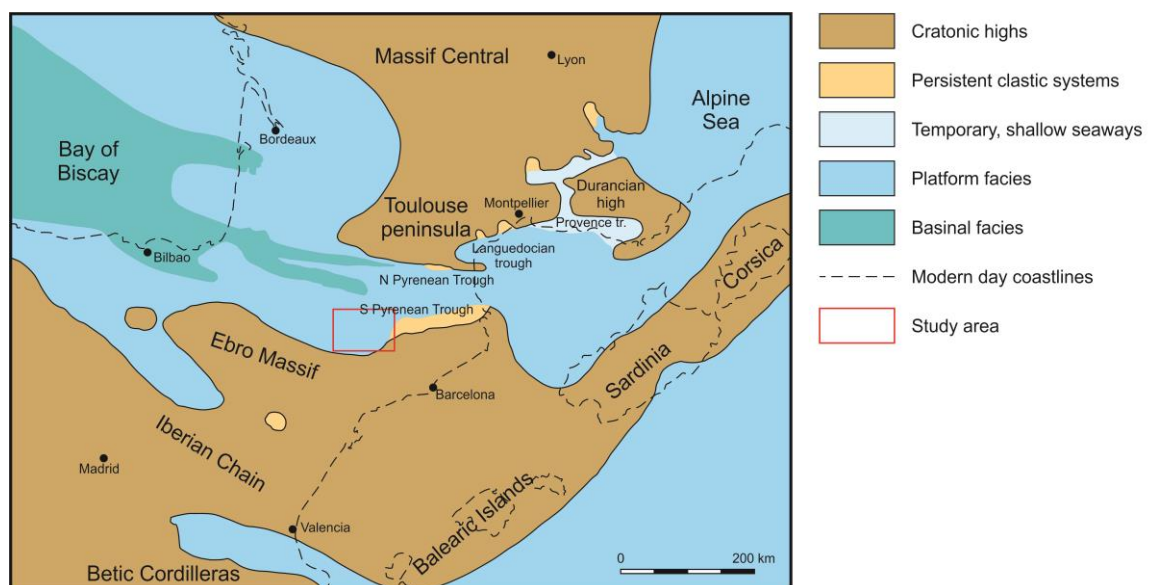 Massif Central
Lyon
Alpine
Sea
Bordeaux
Bay of
Biscay
Durancian
high
Montpellier
Toulouse
peninsula
Provence tr.
Languedocian
trough
Bilbao
N Pyrenean Trough
Corsica
S Pyrenean Trough
Ebro Massif
Sardinia
Barcelona
Iberian Chain
Madrid
Balearic Islands
Valencia
Betic Cordilleras
0 200 km
Cratonic highs
Persistent clastic systems
Temporary, shallow seaways
Platform facies
Basinal facies
Modern day coastlines
Study area